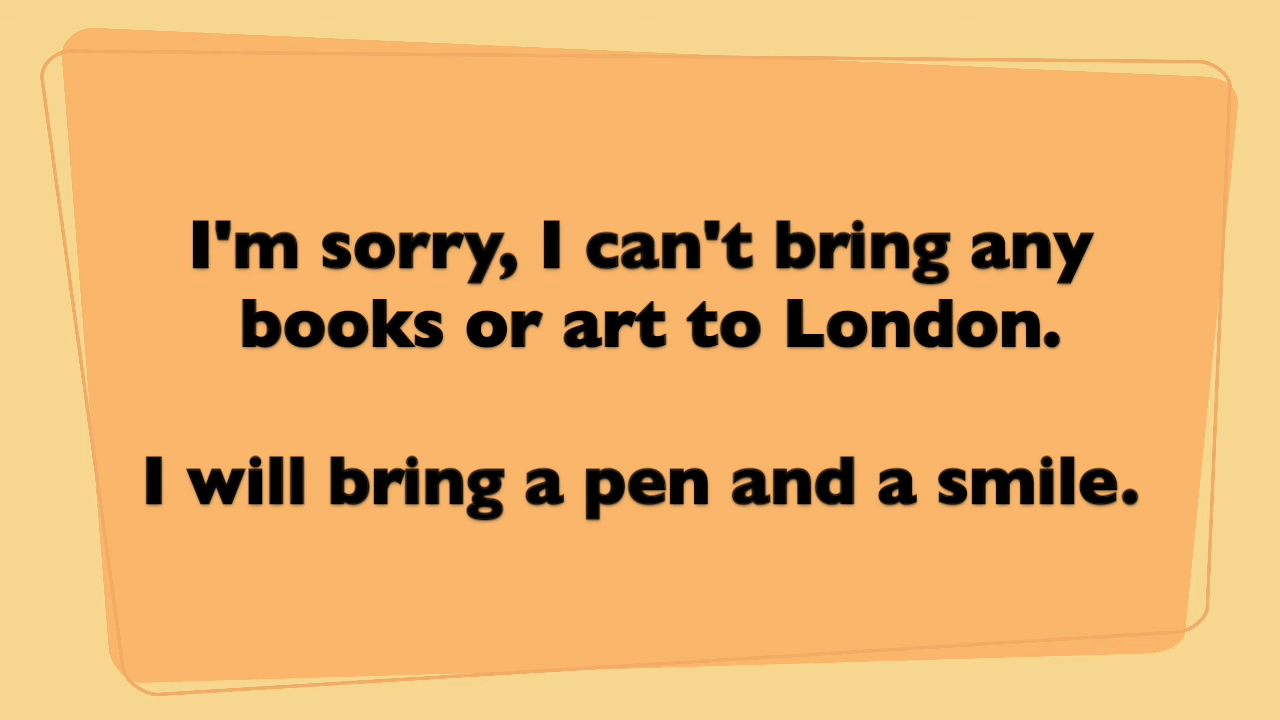 I'm sorry, I can't bring any
books or art to London.
I will bring a pen and a smile.